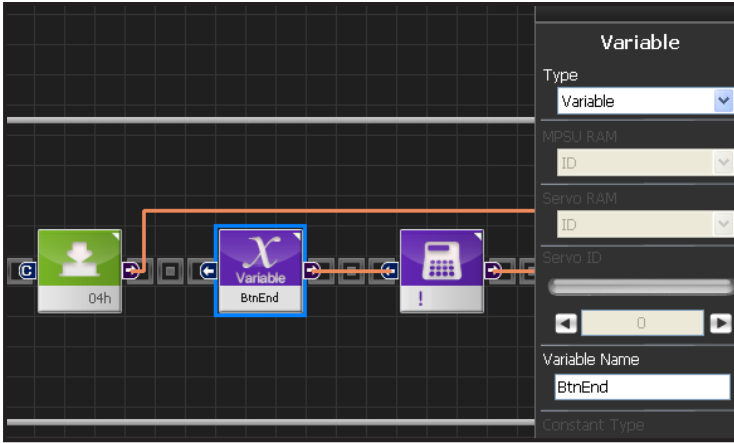 Variable
Type
Variable
MPSU RAM
ID
Servo RAM
ID
Servo ID
0
Variable Name
BtnEnd
Constant Type
C
04h
Variable
BtnEnd
!